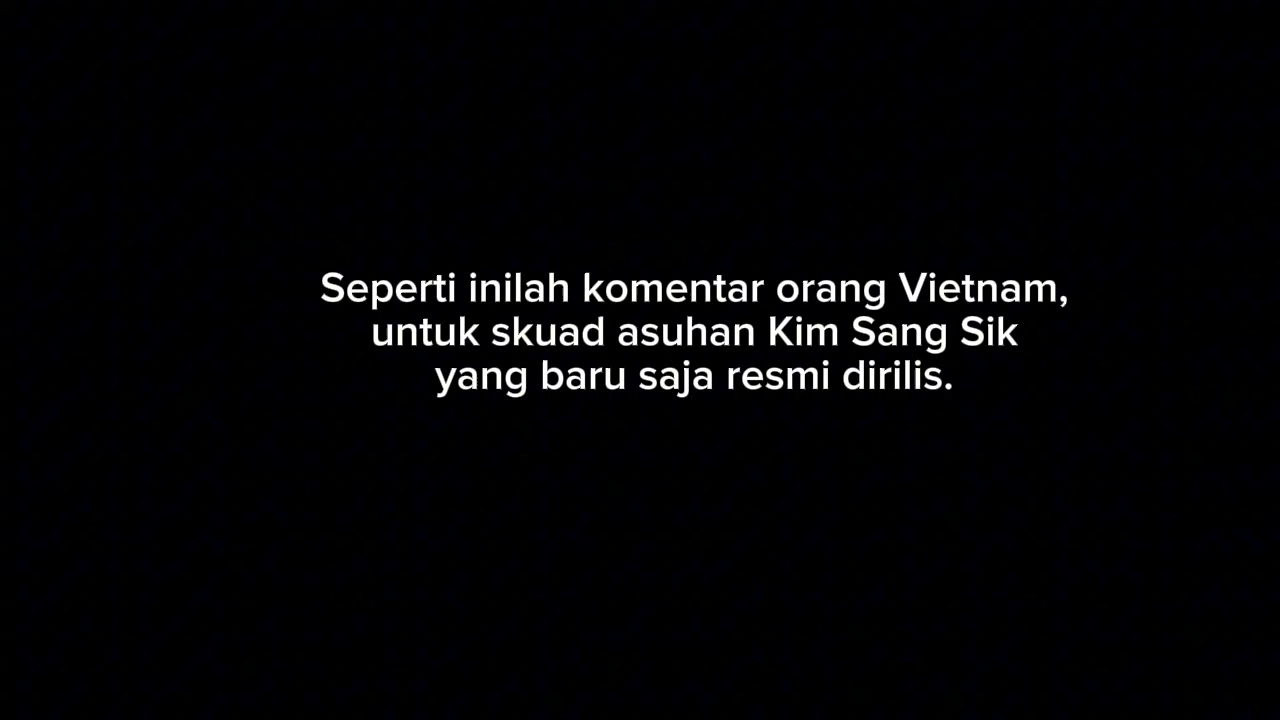 Seperti inilah komentar orang Vietnam,
untuk skuad asuhan Kim Sang Sik
yang baru saja resmi dirilis.